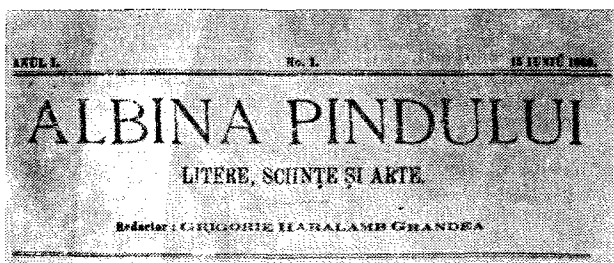 ANUL I. No. 1. 15 IUNIŬ 1868.
ALBINA PINDULUI
LITERE, SCIINȚE ȘI ARTE.
Redactor : GRIGORIE HARALAMB GRANDEA